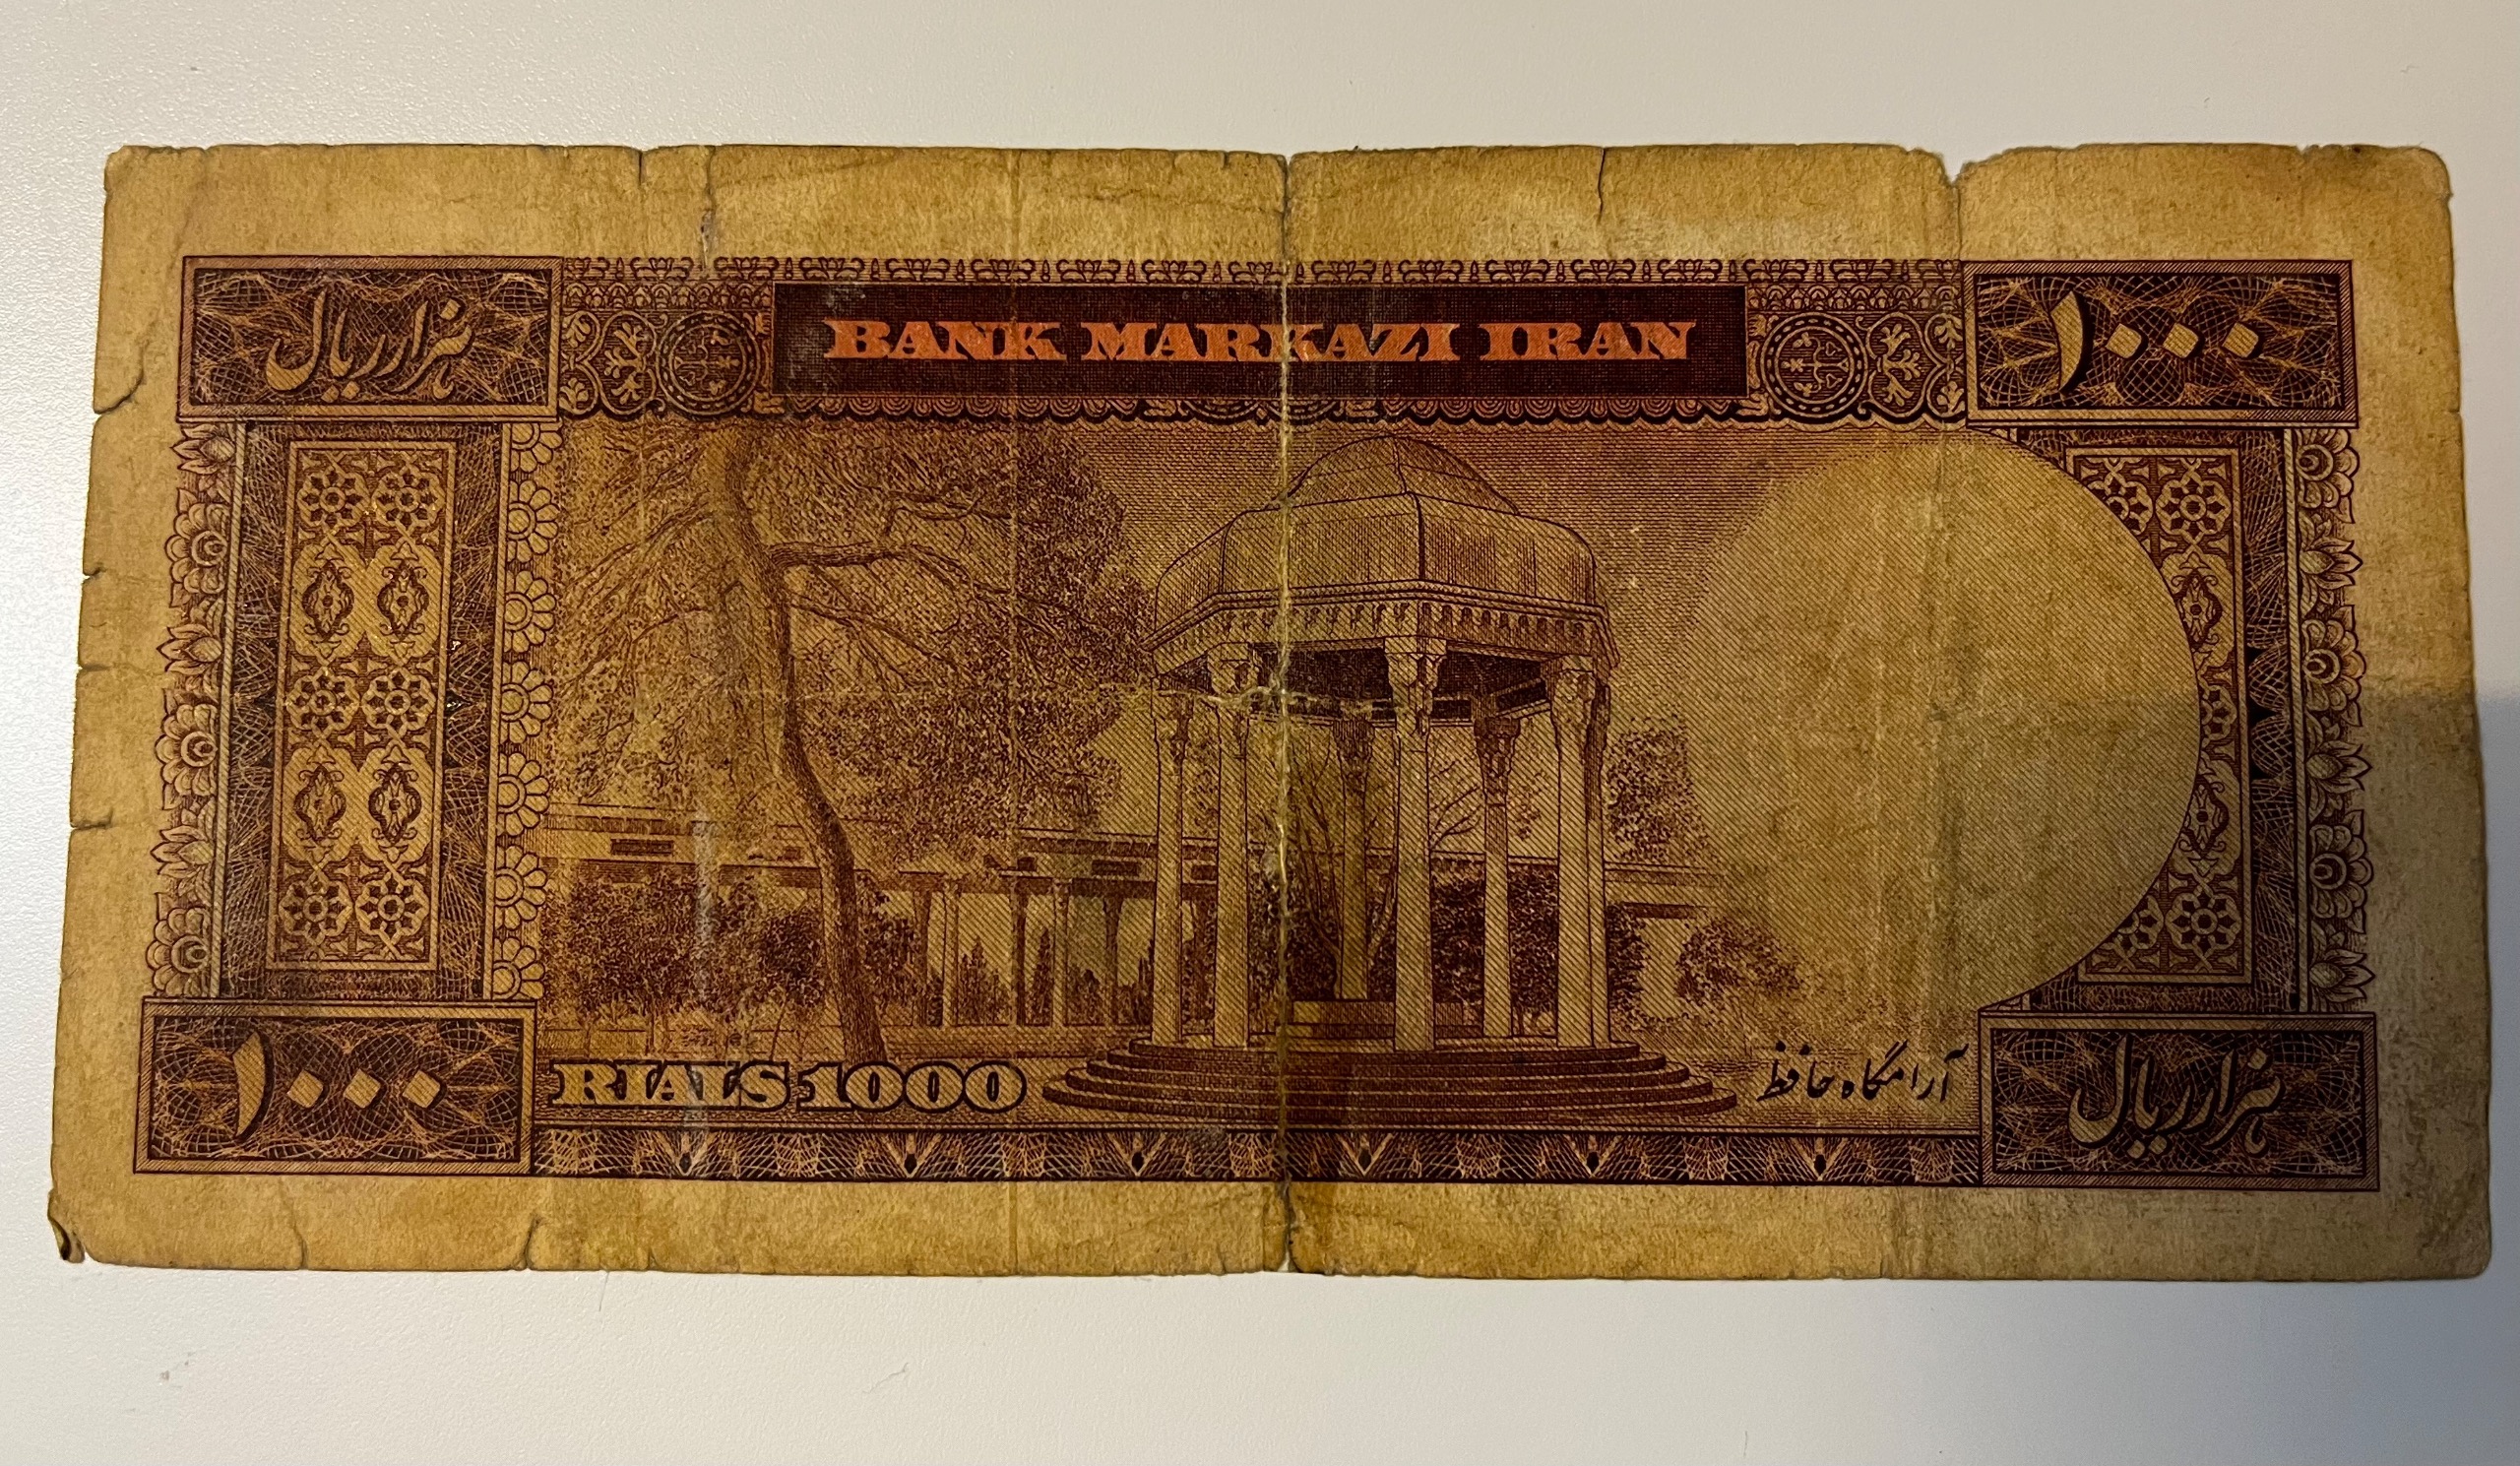 BANK MARKAZI IRAN
هزار ریال
۱۰۰۰
۱۰۰۰
RIALS 1000
آرامگاه حافظ
هزار ریال